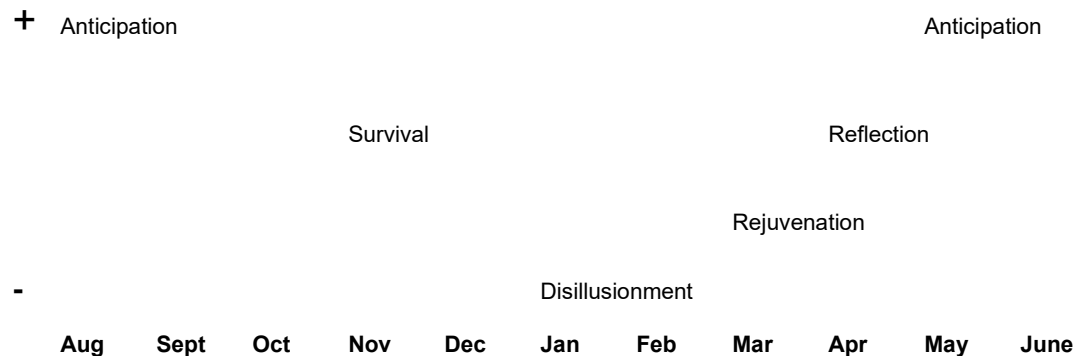 + Anticipation Anticipation
Survival Reflection
Rejuvenation
- Disillusionment
Aug Sept Oct Nov Dec Jan Feb Mar Apr May June